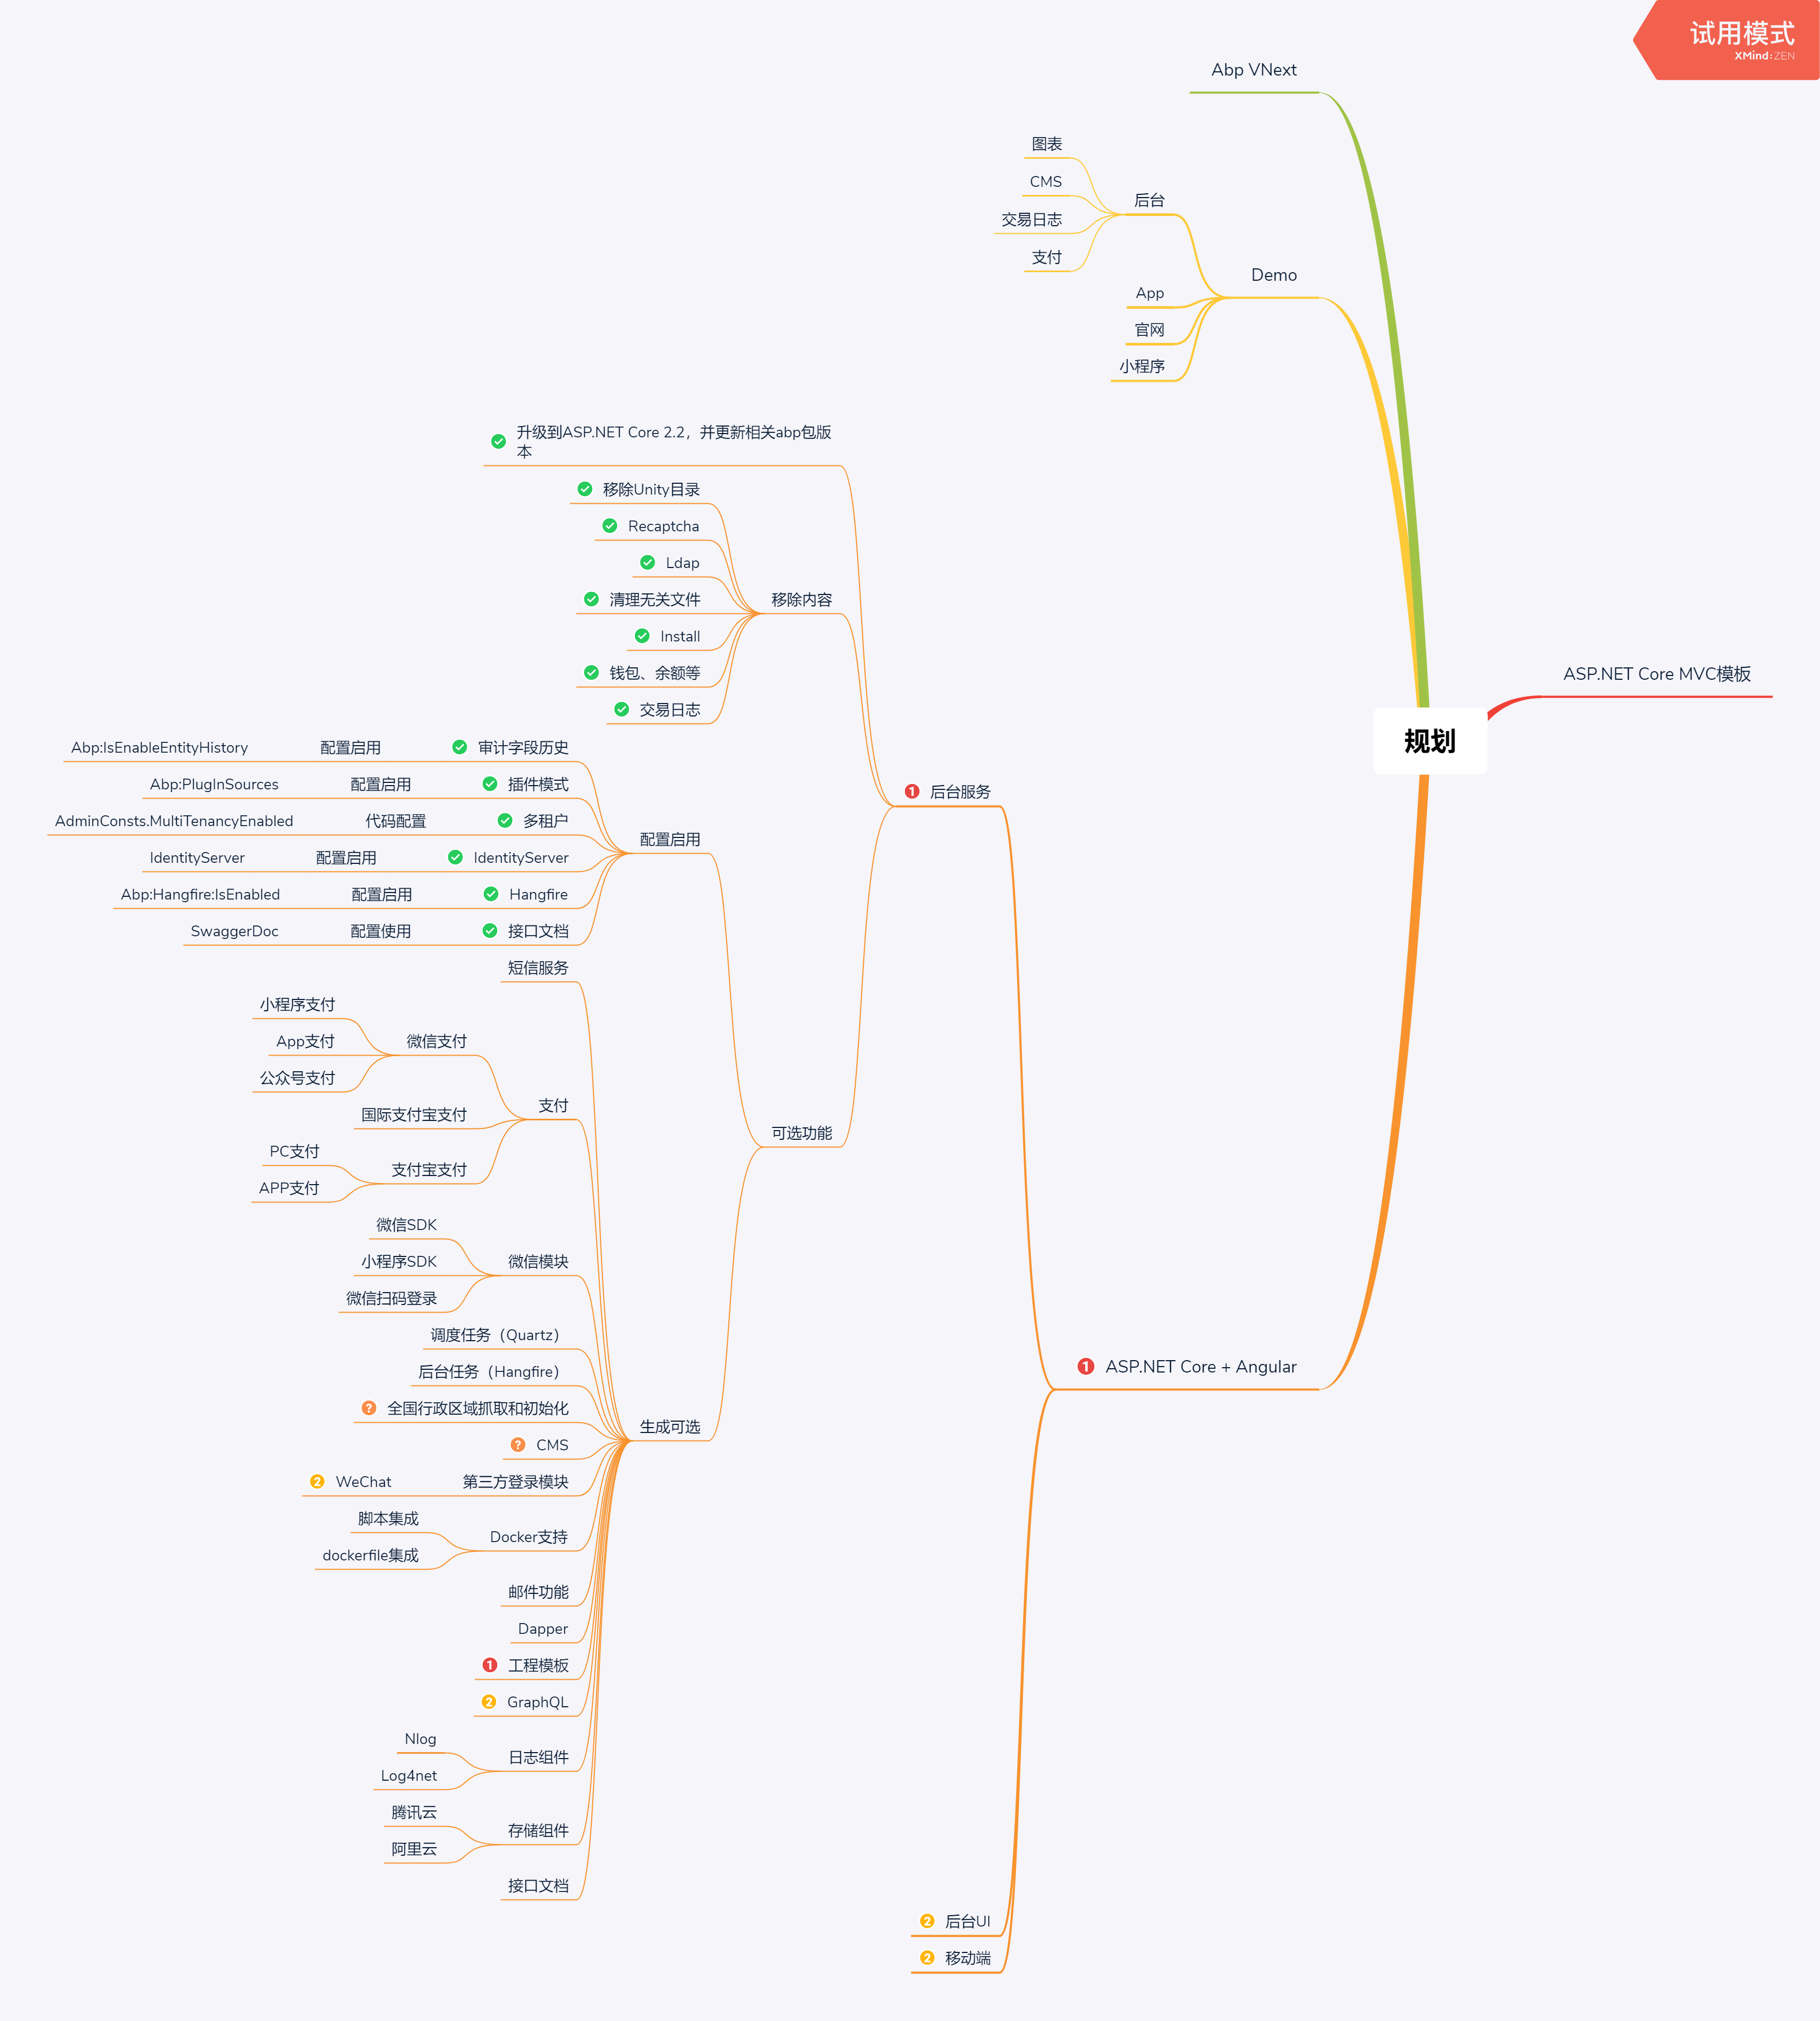 试用模式
XMind:ZEN
Abp VNext
图表
CMS
后台
交易日志
支付
Demo
App
官网
小程序
升级到ASP.NET Core 2.2，并更新相关abp包版
本
移除Unity目录
Recaptcha
Ldap
清理无关文件
移除内容
Install
钱包、余额等
交易日志
ASP.NET Core MVC模板
规划
Abp:IsEnableEntityHistory 配置启用 审计字段历史
Abp:PlugInSources 配置启用 插件模式
1 后台服务
AdminConsts.MultiTenancyEnabled 代码配置 多租户
配置启用
IdentityServer 配置启用 IdentityServer
Abp:Hangfire:IsEnabled 配置启用 Hangfire
SwaggerDoc 配置使用 接口文档
短信服务
小程序支付
App支付
微信支付
公众号支付
支付
国际支付宝支付
可选功能
PC支付
支付宝支付
APP支付
微信SDK
小程序SDK
微信模块
微信扫码登录
调度任务（Quartz）
后台任务（Hangfire）
1 ASP.NET Core + Angular
? 全国行政区域抓取和初始化
生成可选
? CMS
2 WeChat 第三方登录模块
脚本集成
Docker支持
dockerfile集成
邮件功能
Dapper
1 工程模板
2 GraphQL
Nlog
日志组件
Log4net
腾讯云
存储组件
阿里云
接口文档
2 后台UI
2 移动端